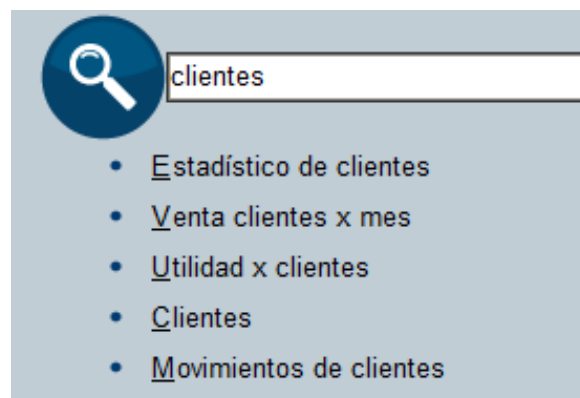 clientes
Estadístico de clientes
Venta clientes x mes
Utilidad x clientes
Clientes
Movimientos de clientes